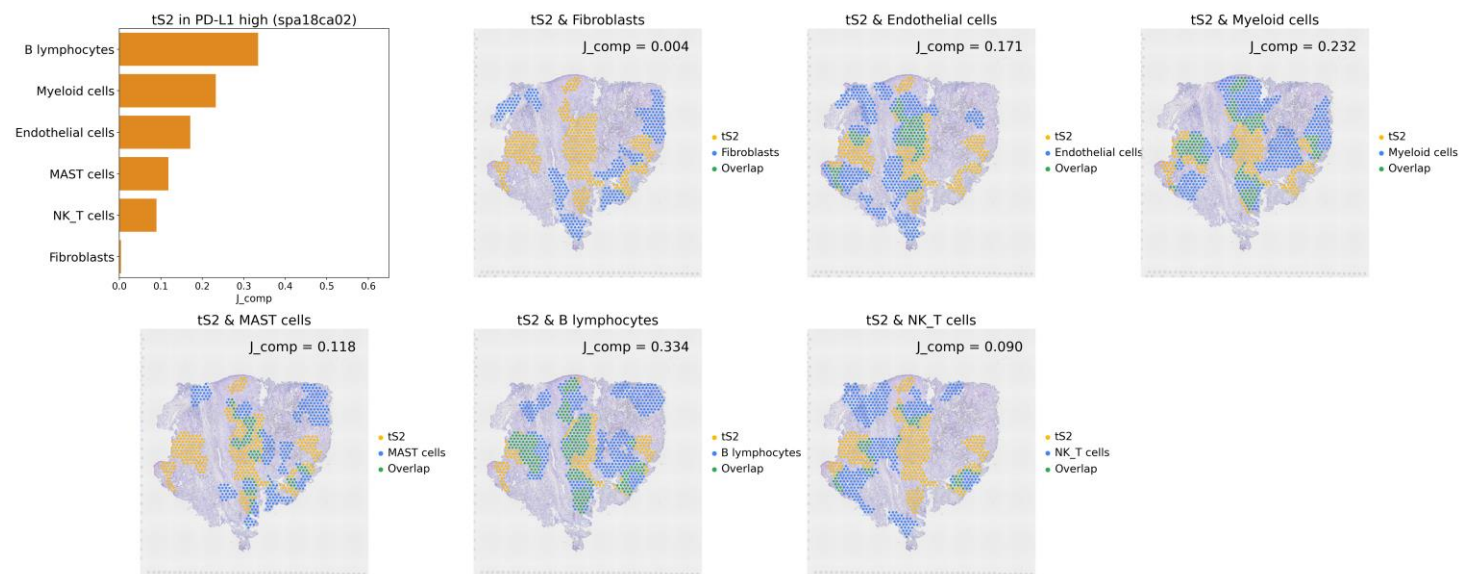 tS2 in PD-L1 high (spa18ca02)
B lymphocytes
Myeloid cells
Endothelial cells
MAST cells
NK_T cells
Fibroblasts
0.0 0.1 0.2 0.3 0.4 0.5 0.6
J_comp
tS2 & Fibroblasts
J_comp = 0.004
tS2
Fibroblasts
Overlap
tS2 & Endothelial cells
J_comp = 0.171
tS2
Endothelial cells
Overlap
tS2 & Myeloid cells
J_comp = 0.232
tS2
Myeloid cells
Overlap
tS2 & MAST cells
J_comp = 0.118
tS2
MAST cells
Overlap
tS2 & B lymphocytes
J_comp = 0.334
tS2
B lymphocytes
Overlap
tS2 & NK_T cells
J_comp = 0.090
tS2
NK_T cells
Overlap